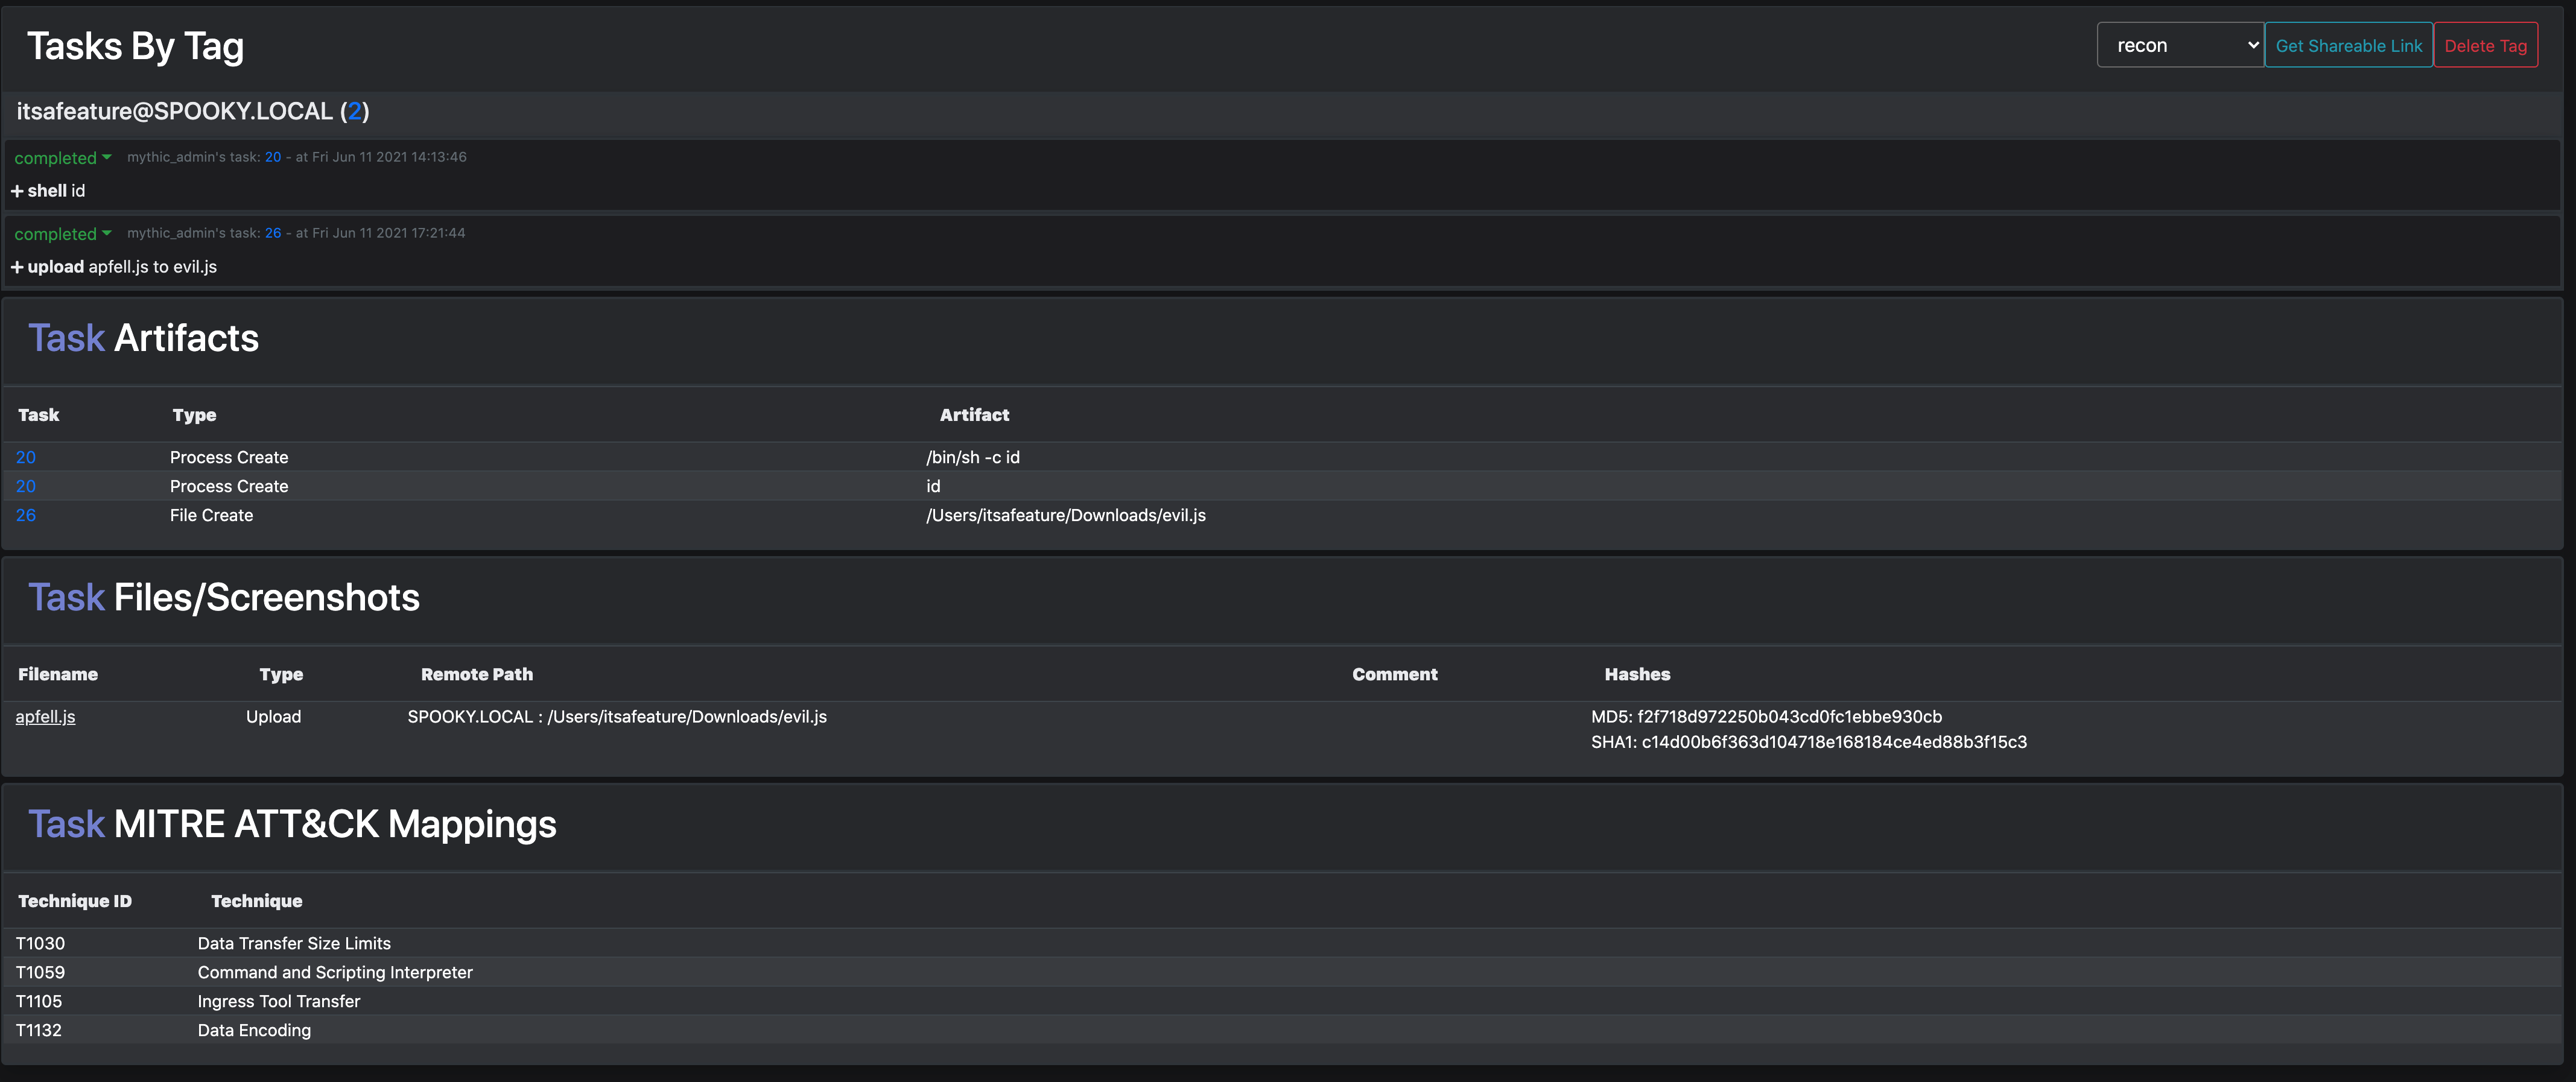 Tasks By Tag
recon Get Shareable Link Delete Tag
itsafeature@SPOOKY.LOCAL (2)
completed mythic_admin's task: 20 - at Fri Jun 11 2021 14:13:46
+ shell id
completed mythic_admin's task: 26 - at Fri Jun 11 2021 17:21:44
+ upload apfell.js to evil.js
Task Artifacts
Task Type Artifact
20 Process Create /bin/sh -c id
20 Process Create id
26 File Create /Users/itsafeature/Downloads/evil.js
Task Files/Screenshots
Filename Type Remote Path Comment Hashes
apfell.js Upload SPOOKY.LOCAL : /Users/itsafeature/Downloads/evil.js MD5: f2f718d972250b043cd0fc1ebbe930cb
SHA1: c14d00b6f363d104718e168184ce4ed88b3f15c3
Task MITRE ATT&CK Mappings
Technique ID Technique
T1030 Data Transfer Size Limits
T1059 Command and Scripting Interpreter
T1105 Ingress Tool Transfer
T1132 Data Encoding